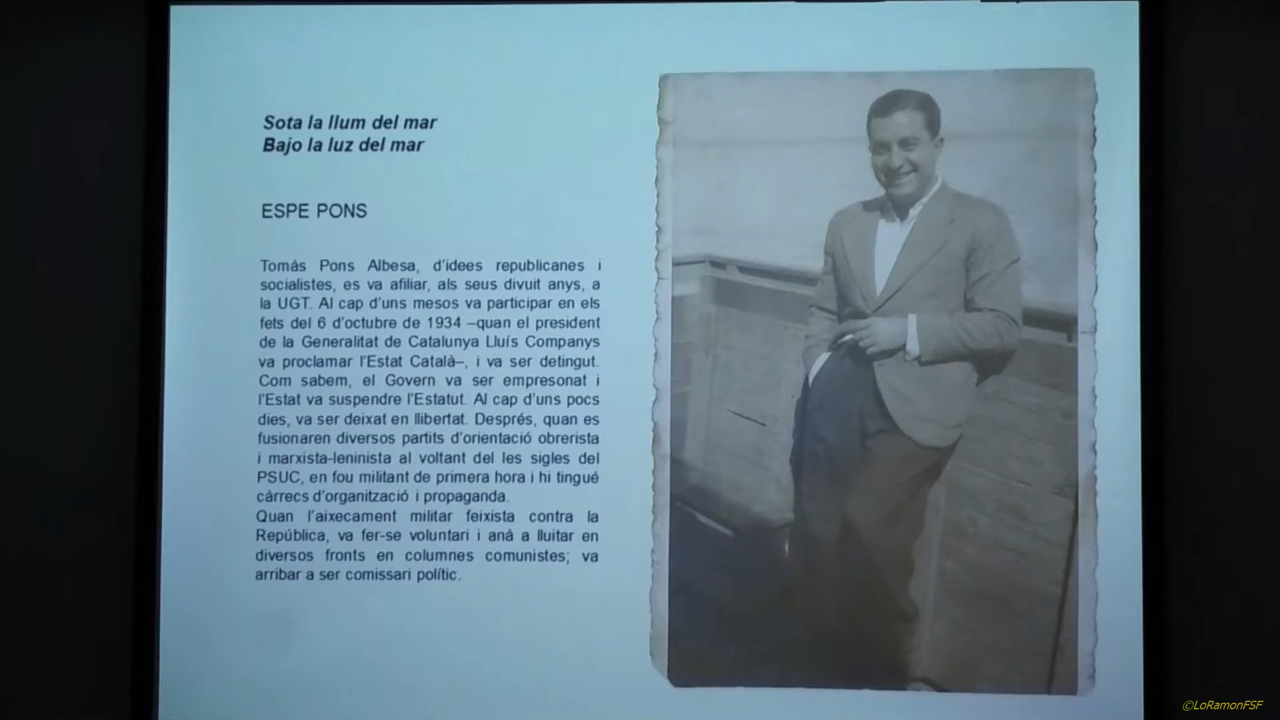 Sota la llum del mar
Bajo la luz del mar
ESPE PONS
Tomàs Pons Albesa, d’idees republicanes i
socialistes, es va afiliar, als seus divuit anys, a
la UGT. Al cap d’uns mesos va participar en els
fets del 6 d’octubre de 1934 –quan el president
de la Generalitat de Catalunya Lluís Companys
va proclamar l’Estat Català–, i va ser detingut.
Com sabem, el Govern va ser empresonat i
l’Estat va suspendre l’Estatut. Al cap d’uns pocs
dies, va ser deixat en llibertat. Després, quan es
fusionaren diversos partits d’orientació obrerista
i marxista-leninista al voltant del les sigles del
PSUC, en fou militant de primera hora i hi tingué
càrrecs d’organització i propaganda.
Quan l’aixecament militar feixista contra la
República, va fer-se voluntari i anà a lluitar en
diversos fronts en columnes comunistes; va
arribar a ser comissari polític.
©LoRamonFSF